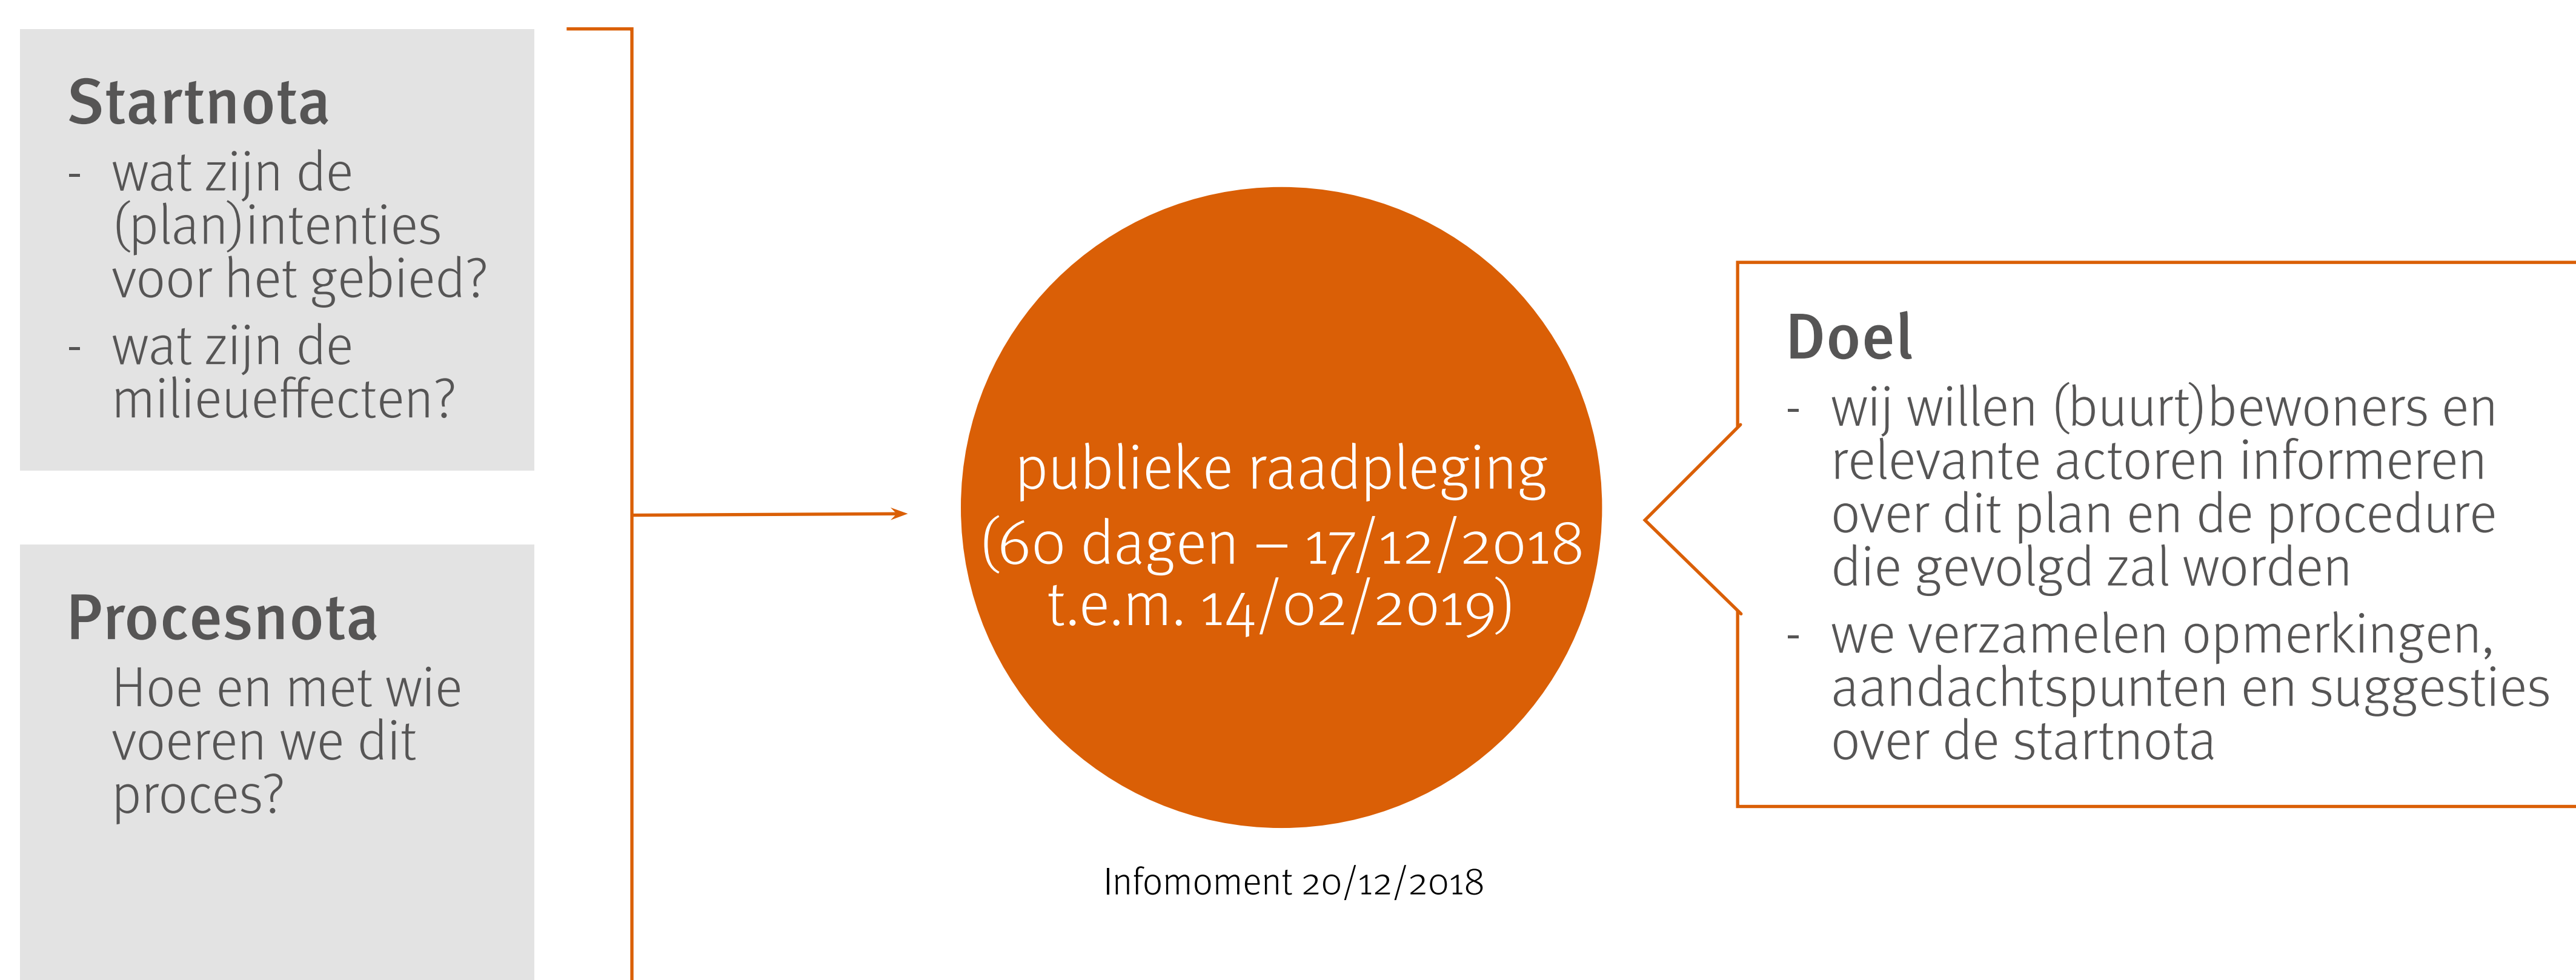 Startnota
- wat zijn de
(plan)intenties
voor het gebied?
- wat zijn de
milieueffecten?
Procesnota
Hoe en met wie
voeren we dit
proces?
publieke raadpleging
(60 dagen – 17/12/2018
t.e.m. 14/02/2019)
Infomoment 20/12/2018
Doel
- wij willen (buurt)bewoners en
relevante actoren informeren
over dit plan en de procedure
die gevolgd zal worden
- we verzamelen opmerkingen,
aandachtspunten en suggesties
over de startnota